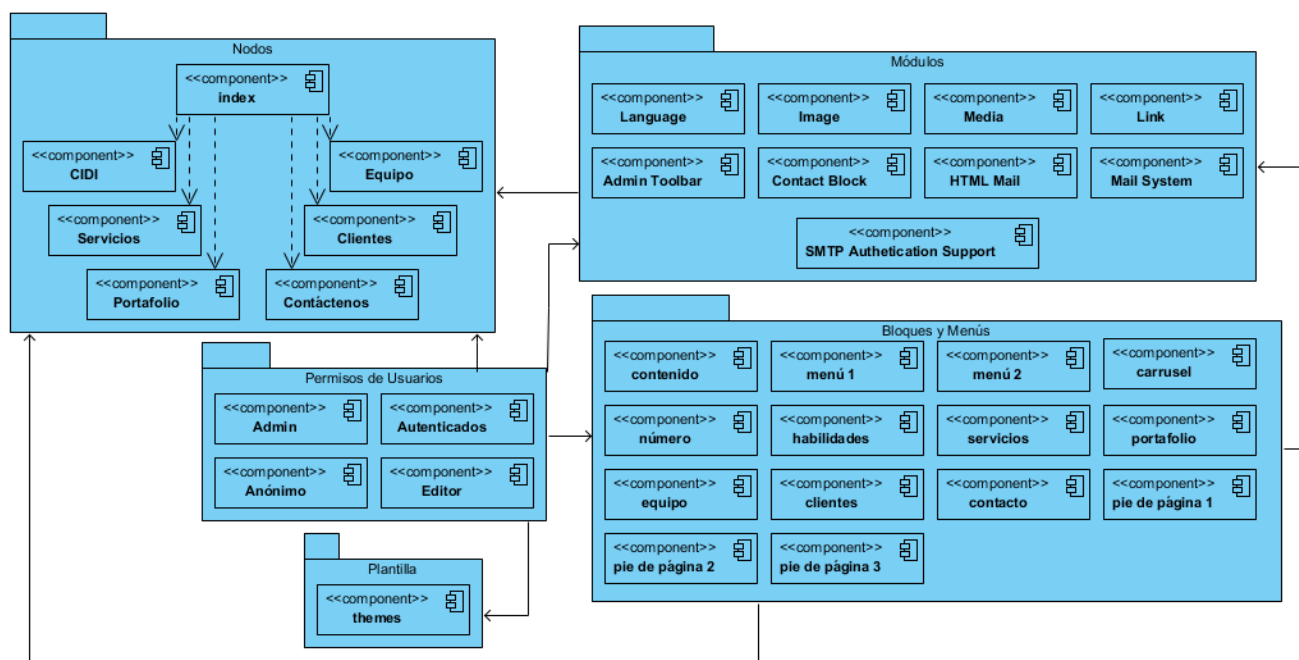 Nodos
<<component>>
index
<<component>>
CIDI
<<component>>
Equipo
<<component>>
Servicios
<<component>>
Clientes
<<component>>
Portafolio
<<component>>
Contáctenos
Módulos
<<component>>
Language
<<component>>
Image
<<component>>
Media
<<component>>
Link
<<component>>
Admin Toolbar
<<component>>
Contact Block
<<component>>
HTML Mail
<<component>>
Mail System
<<component>>
SMTP Authetication Support
Permisos de Usuarios
<<component>>
Admin
<<component>>
Autenticados
<<component>>
Anónimo
<<component>>
Editor
Bloques y Menús
<<component>>
contenido
<<component>>
menú 1
<<component>>
menú 2
<<component>>
carrusel
<<component>>
número
<<component>>
habilidades
<<component>>
servicios
<<component>>
portafolio
<<component>>
equipo
<<component>>
clientes
<<component>>
contacto
<<component>>
pie de página 1
<<component>>
pie de página 2
<<component>>
pie de página 3
Plantilla
<<component>>
themes